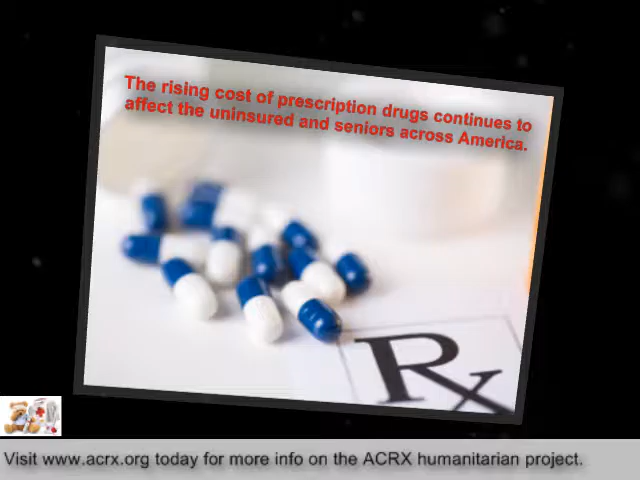 The rising cost of prescription drugs continues to
affect the uninsured and seniors across America.
Rx
Visit www.acrx.org today for more info on the ACRX humanitarian project.